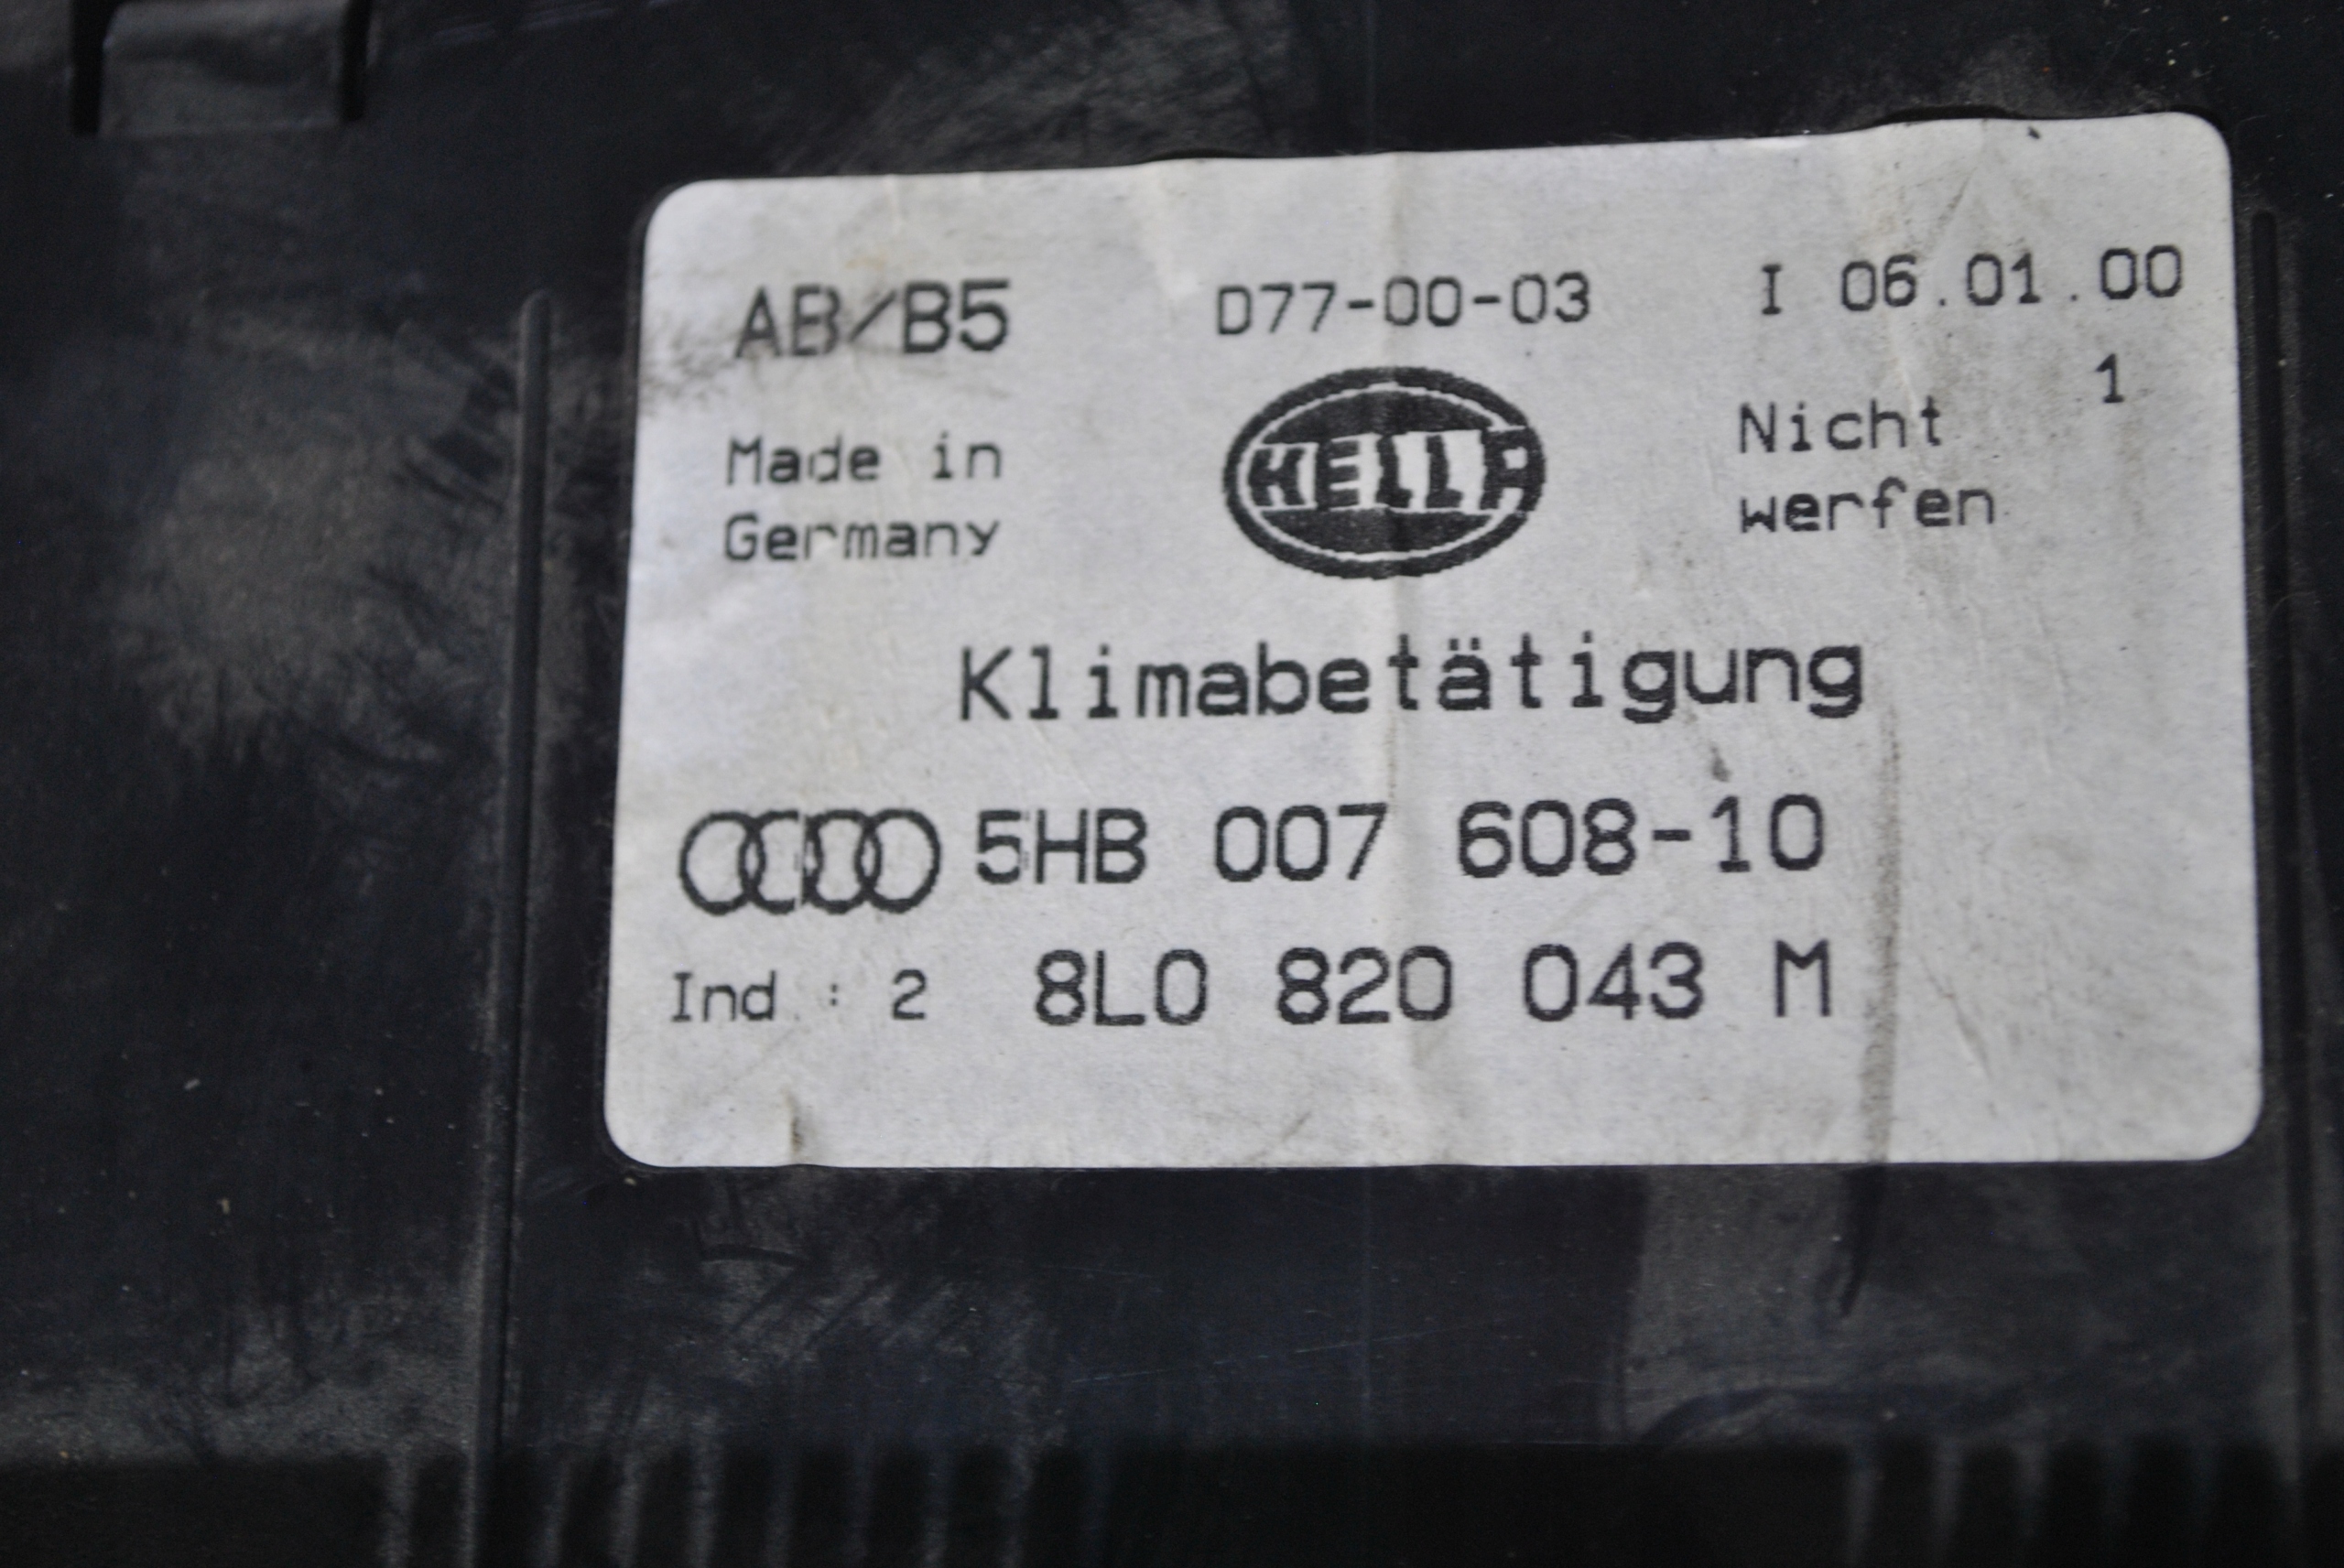 AB/B5 D77-00-03 I 06.01.00
1
Made in
Germany
HELLA
Nicht
werfen
Klimabetätigung
5HB 007 608-10
Ind.: 2 8L0 820 043 M